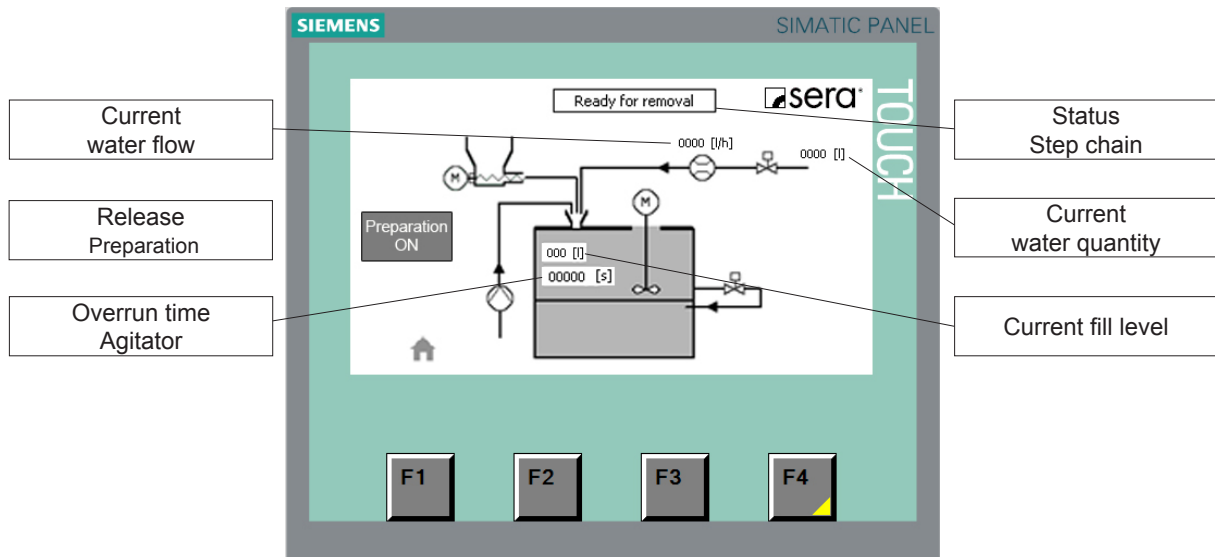 SIEMENS
SIMATIC PANEL
TOUCH
Ready for removal
sera
Current
water flow
Status
Step chain
0000 [l/h]
0000 [l]
M
M
Release
Preparation
Preparation
ON
Current
water quantity
000 [l]
00000 [s]
Overrun time
Agitator
Current fill level
F1
F2
F3
F4